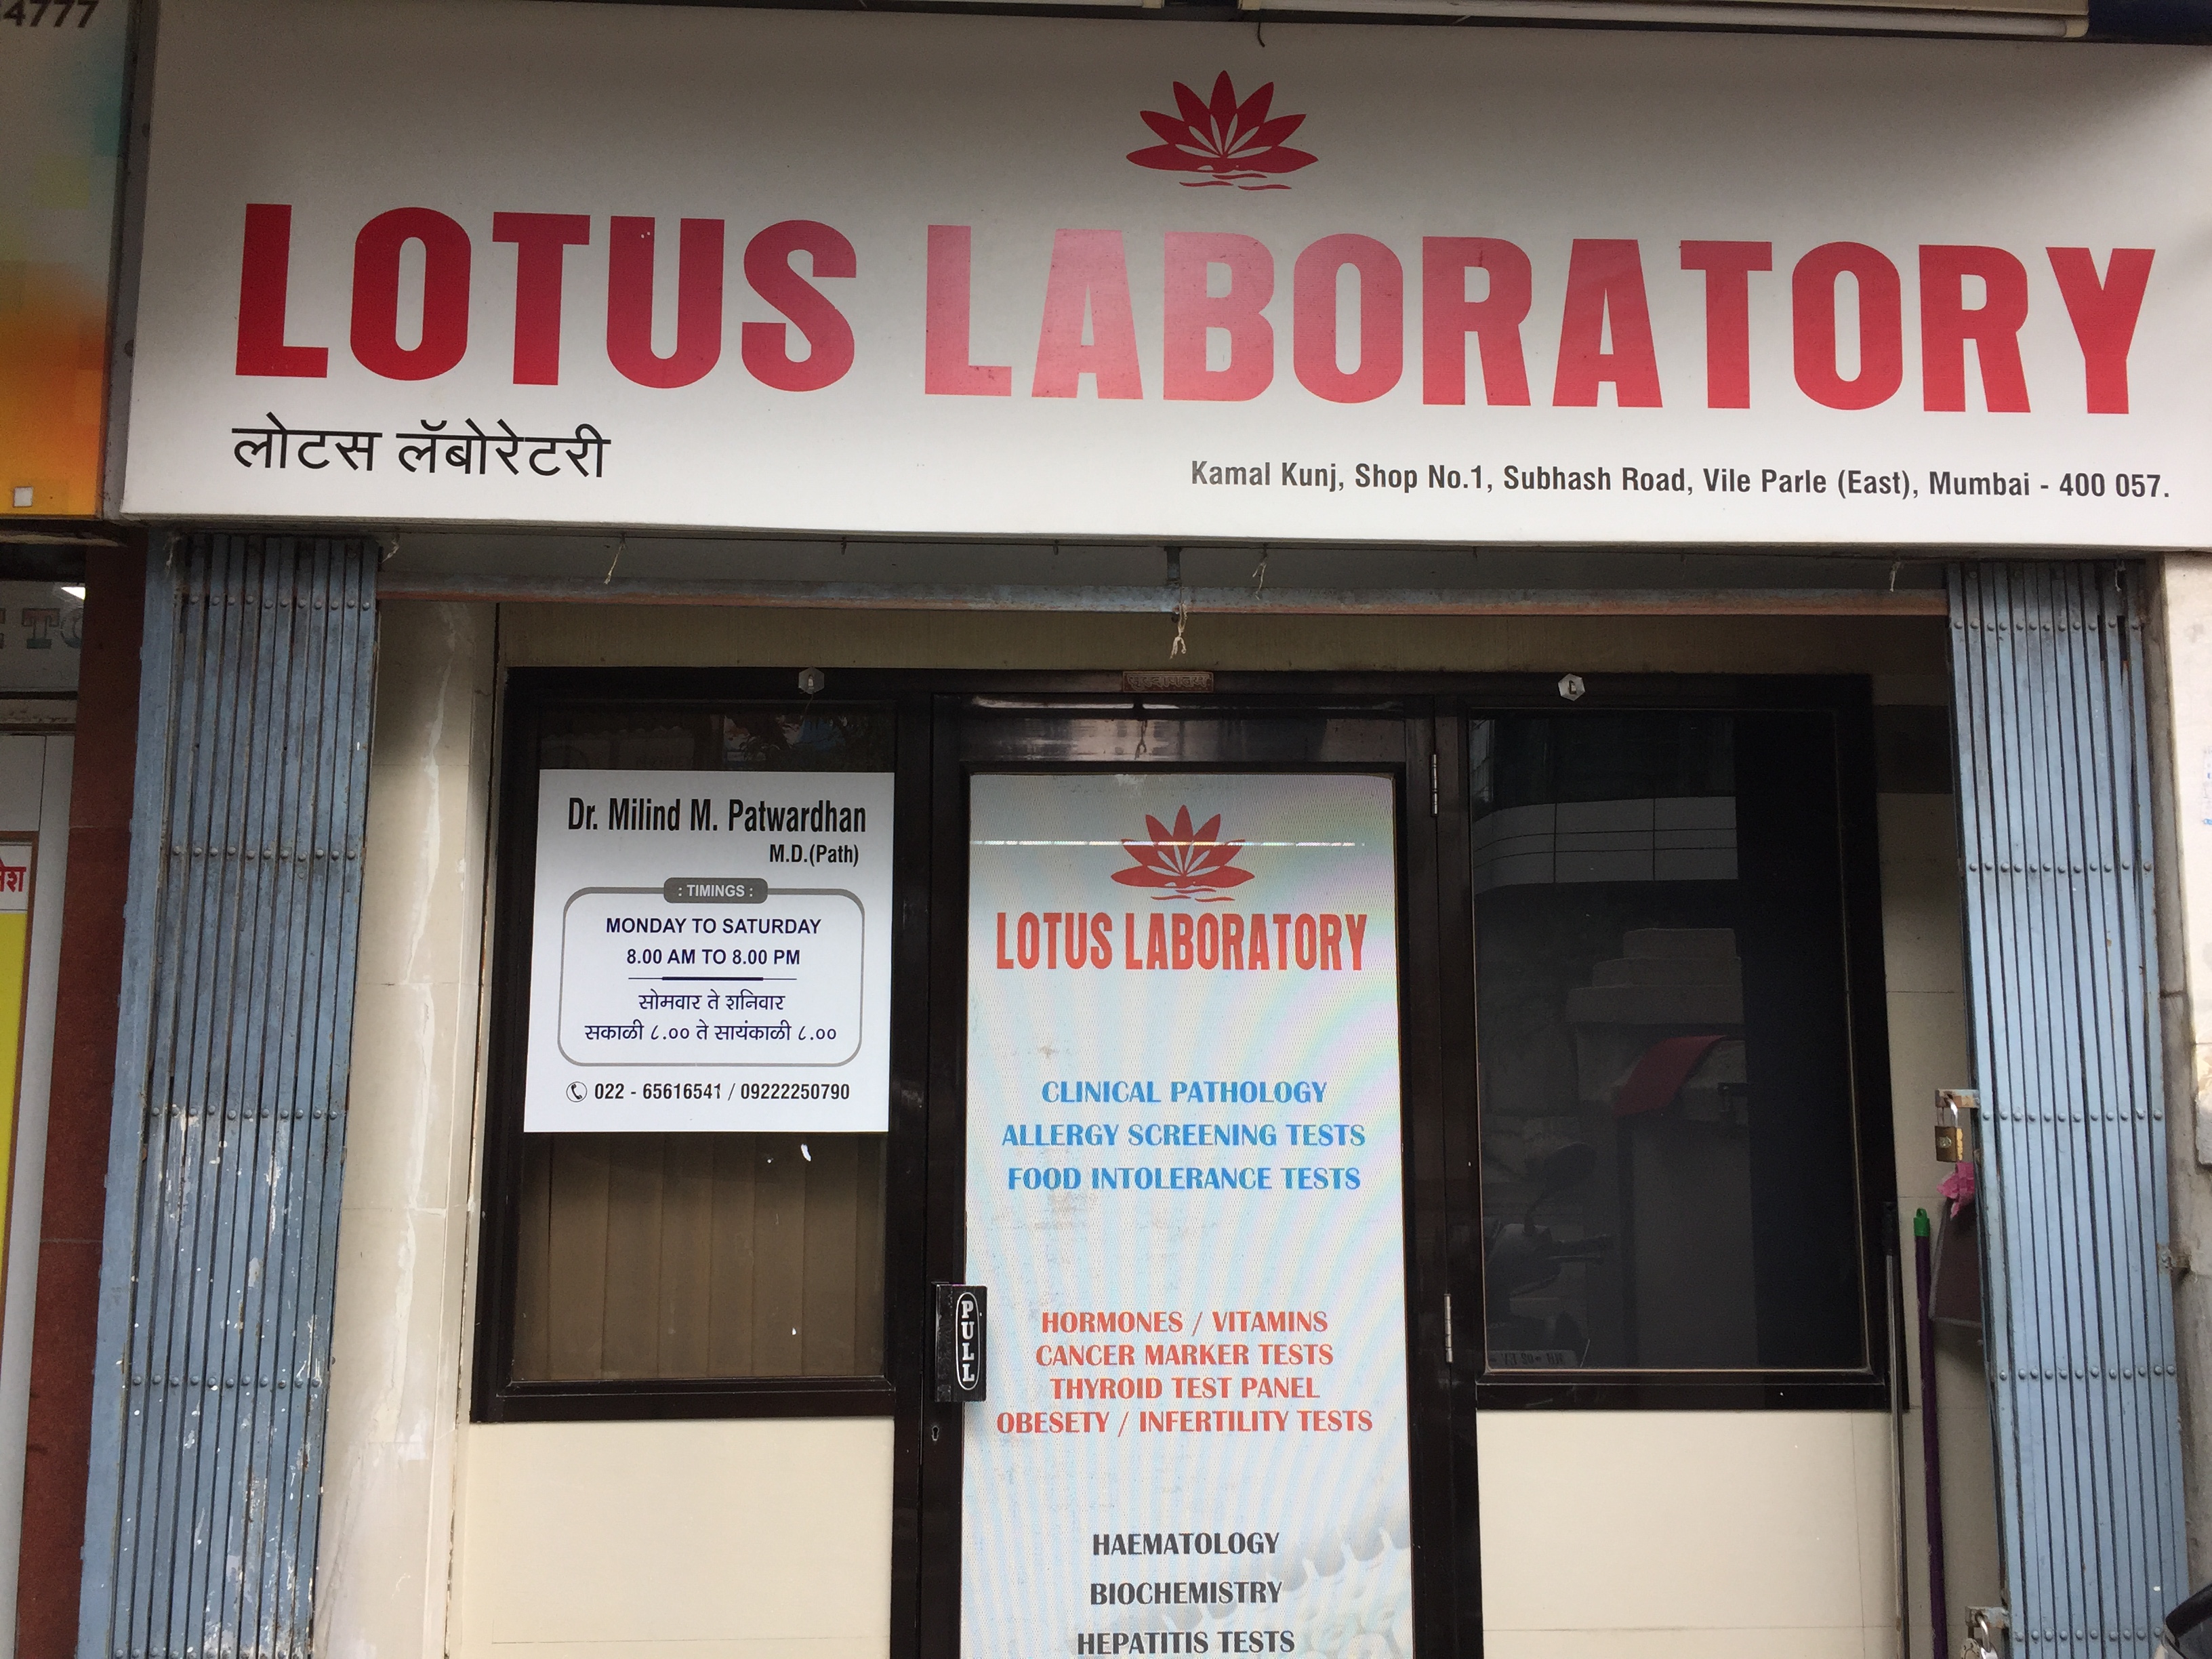 4777
LOTUS LABORATORY
लोटस लॅबोरेटरी
Kamal Kunj, Shop No.1, Subhash Road, Vile Parle (East), Mumbai - 400 057.
Dr. Milind M. Patwardhan
M.D.(Path)
: TIMINGS :
MONDAY TO SATURDAY
8.00 AM TO 8.00 PM
सोमवार ते शनिवार
सकाळी ८.०० ते सायंकाळी ८.००
022 - 65616541 / 09222250790
LOTUS LABORATORY
CLINICAL PATHOLOGY
ALLERGY SCREENING TESTS
FOOD INTOLERANCE TESTS
PULL
HORMONES / VITAMINS
CANCER MARKER TESTS
THYROID TEST PANEL
OBESETY / INFERTILITY TESTS
HAEMATOLOGY
BIOCHEMISTRY
HEPATITIS TESTS